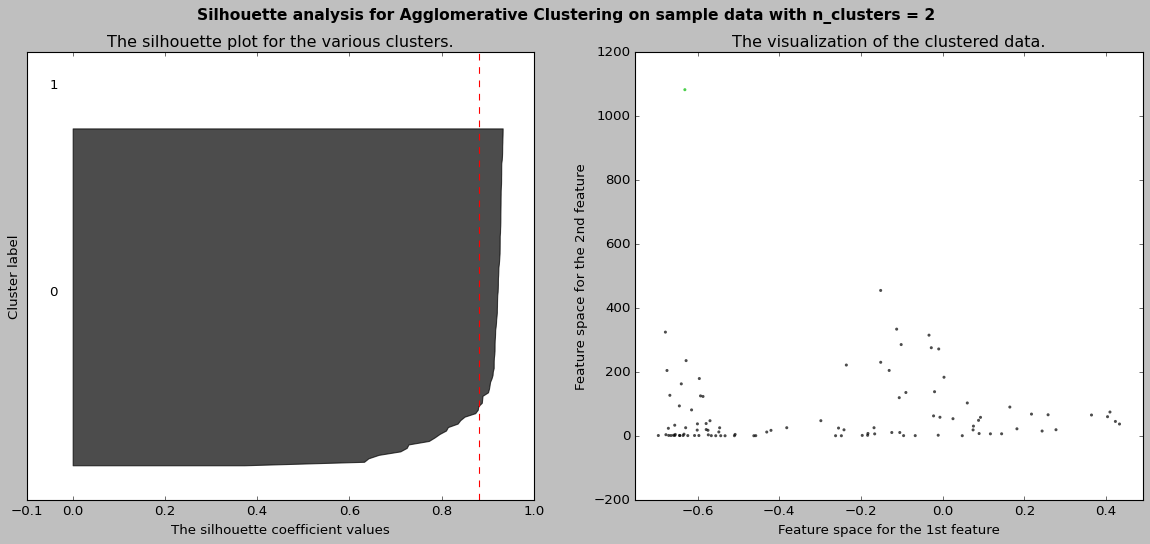 Silhouette analysis for Agglomerative Clustering on sample data with n_clusters = 2
The silhouette plot for the various clusters.
1
0
Cluster label
−0.1 0.0 0.2 0.4 0.6 0.8 1.0
The silhouette coefficient values
The visualization of the clustered data.
1200
1000
800
600
400
200
0
−200
Feature space for the 2nd feature
−0.6 −0.4 −0.2 0.0 0.2 0.4
Feature space for the 1st feature